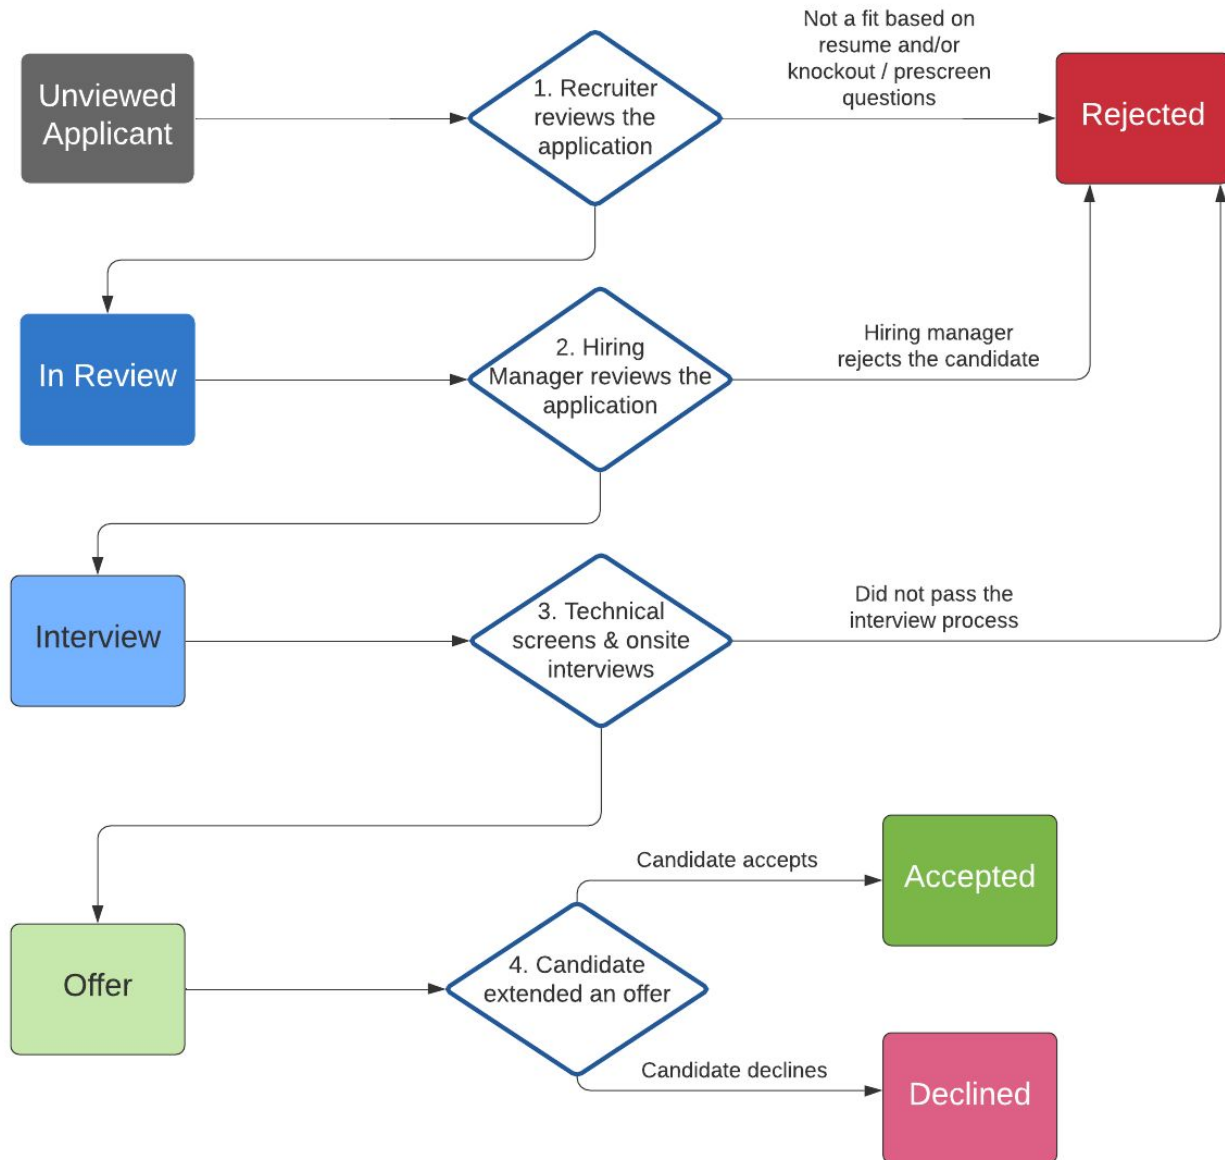 Unviewed
Applicant
1. Recruiter
reviews the
application
Not a fit based on
resume and/or
knockout / prescreen
questions
Rejected
In Review
2. Hiring
Manager reviews the
application
Hiring manager
rejects the candidate
Interview
3. Technical
screens & onsite
interviews
Did not pass the
interview process
Offer
4. Candidate
extended an offer
Candidate accepts
Accepted
Candidate declines
Declined